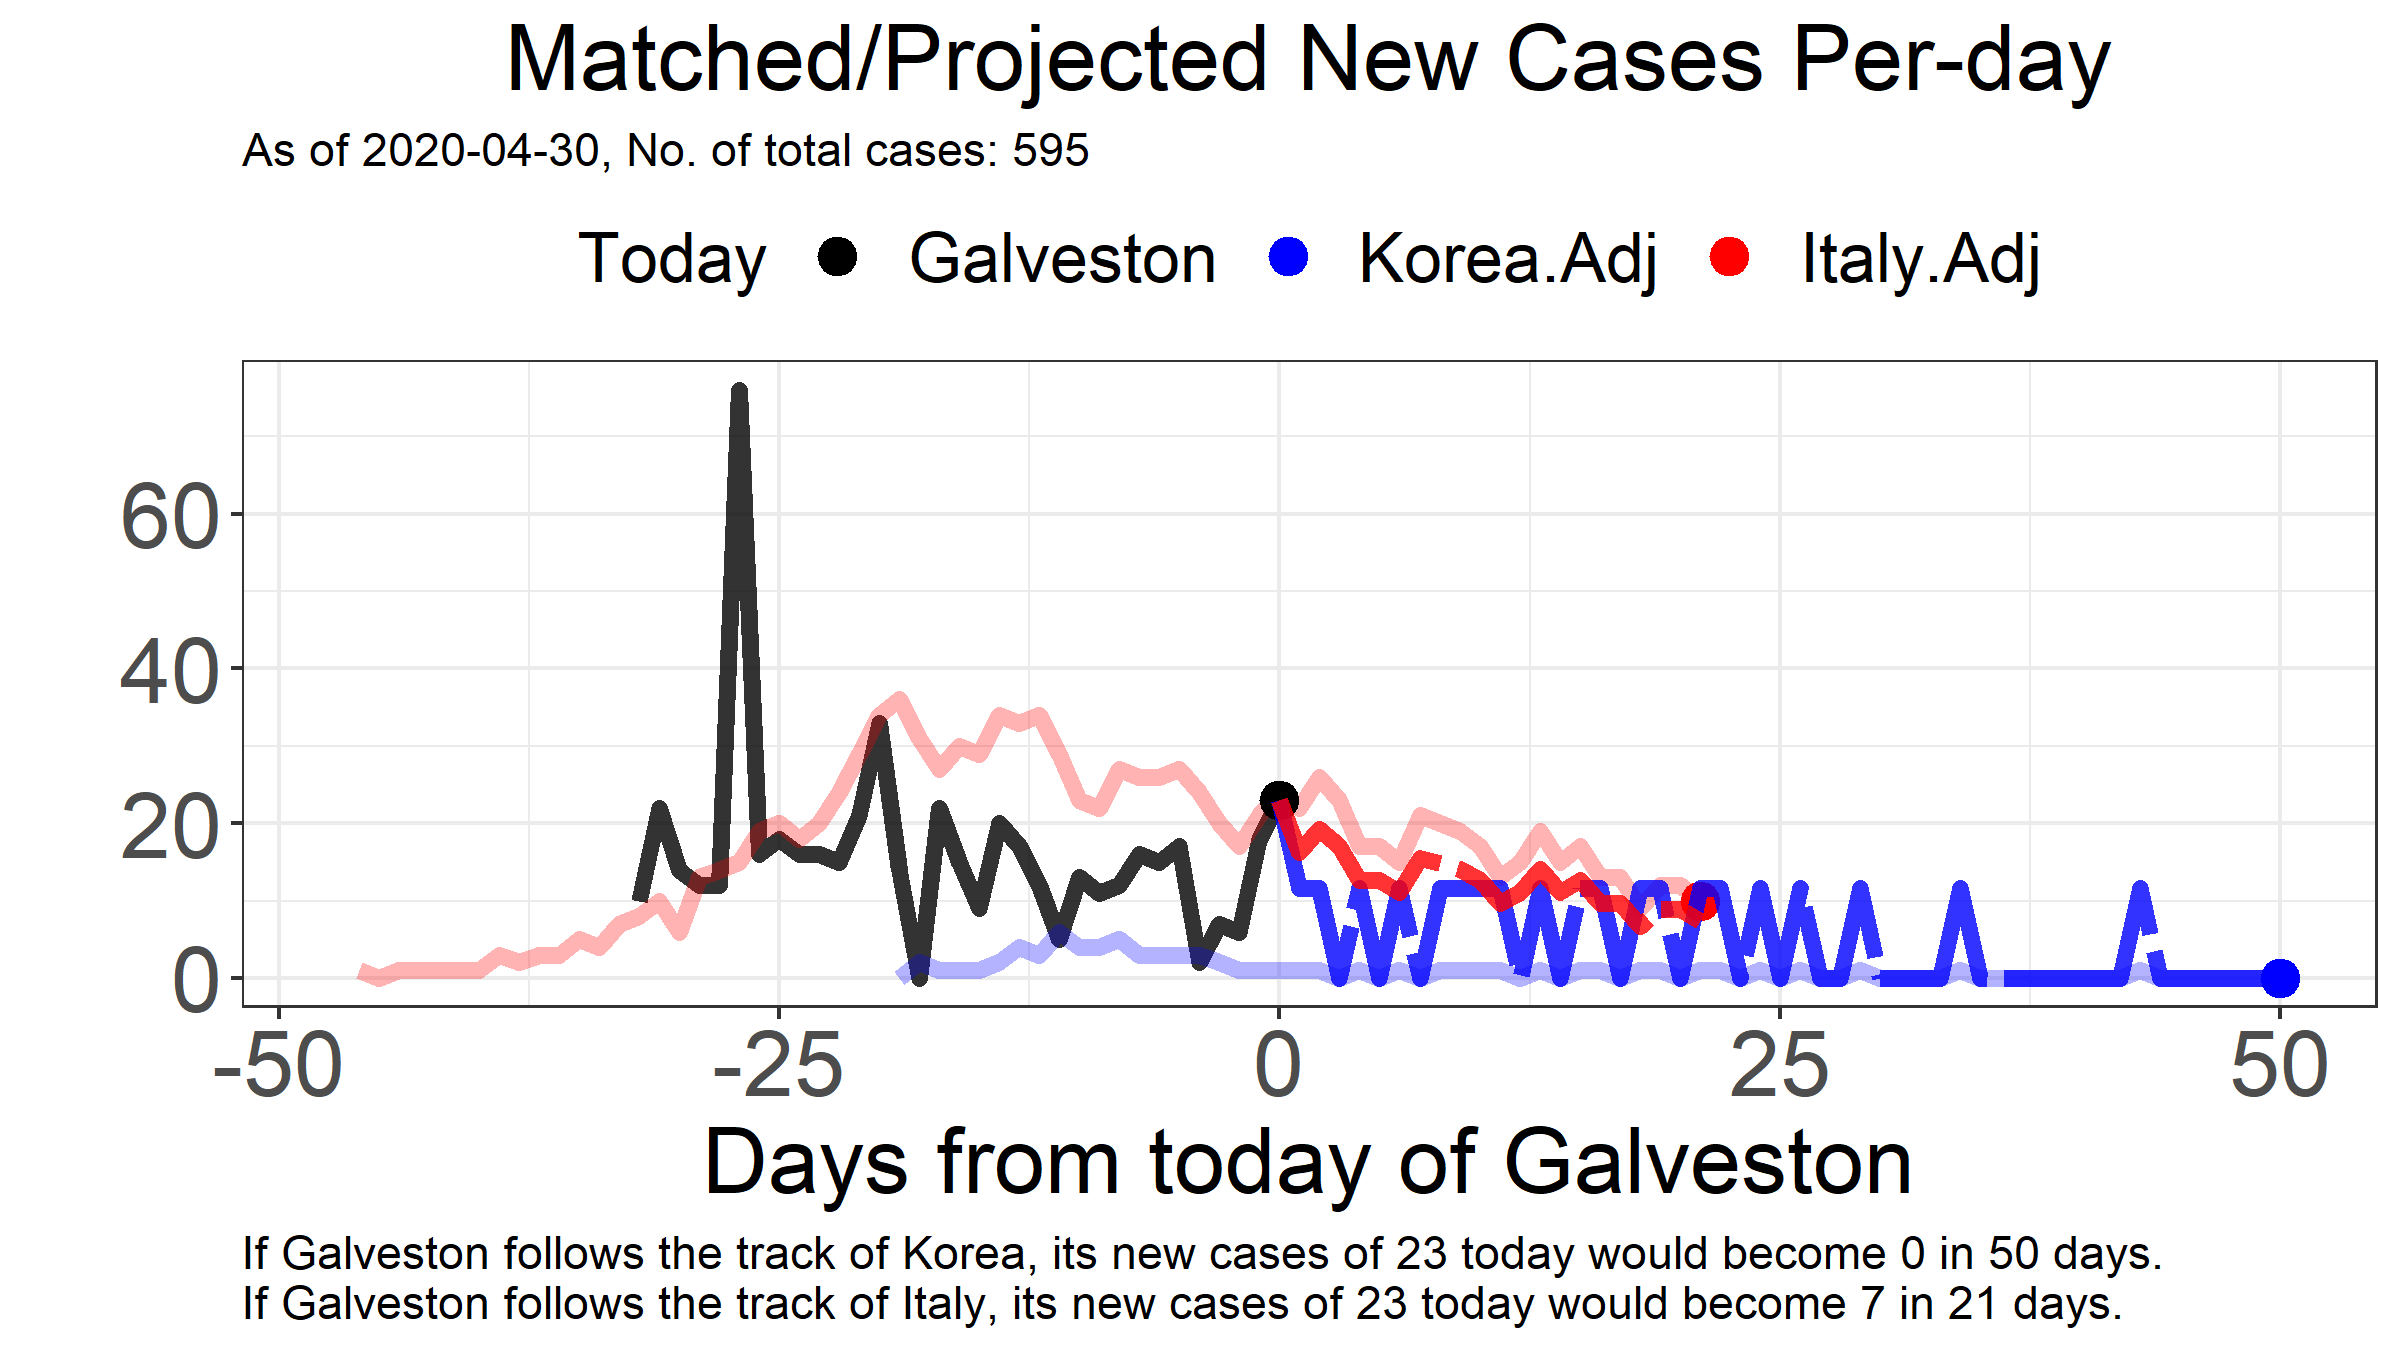 Matched/Projected New Cases Per-day
As of 2020-04-30, No. of total cases: 595
Today Galveston Korea.Adj Italy.Adj
60
40
20
0
-50 -25 0 25 50
Days from today of Galveston
If Galveston follows the track of Korea, its new cases of 23 today would become 0 in 50 days.
If Galveston follows the track of Italy, its new cases of 23 today would become 7 in 21 days.